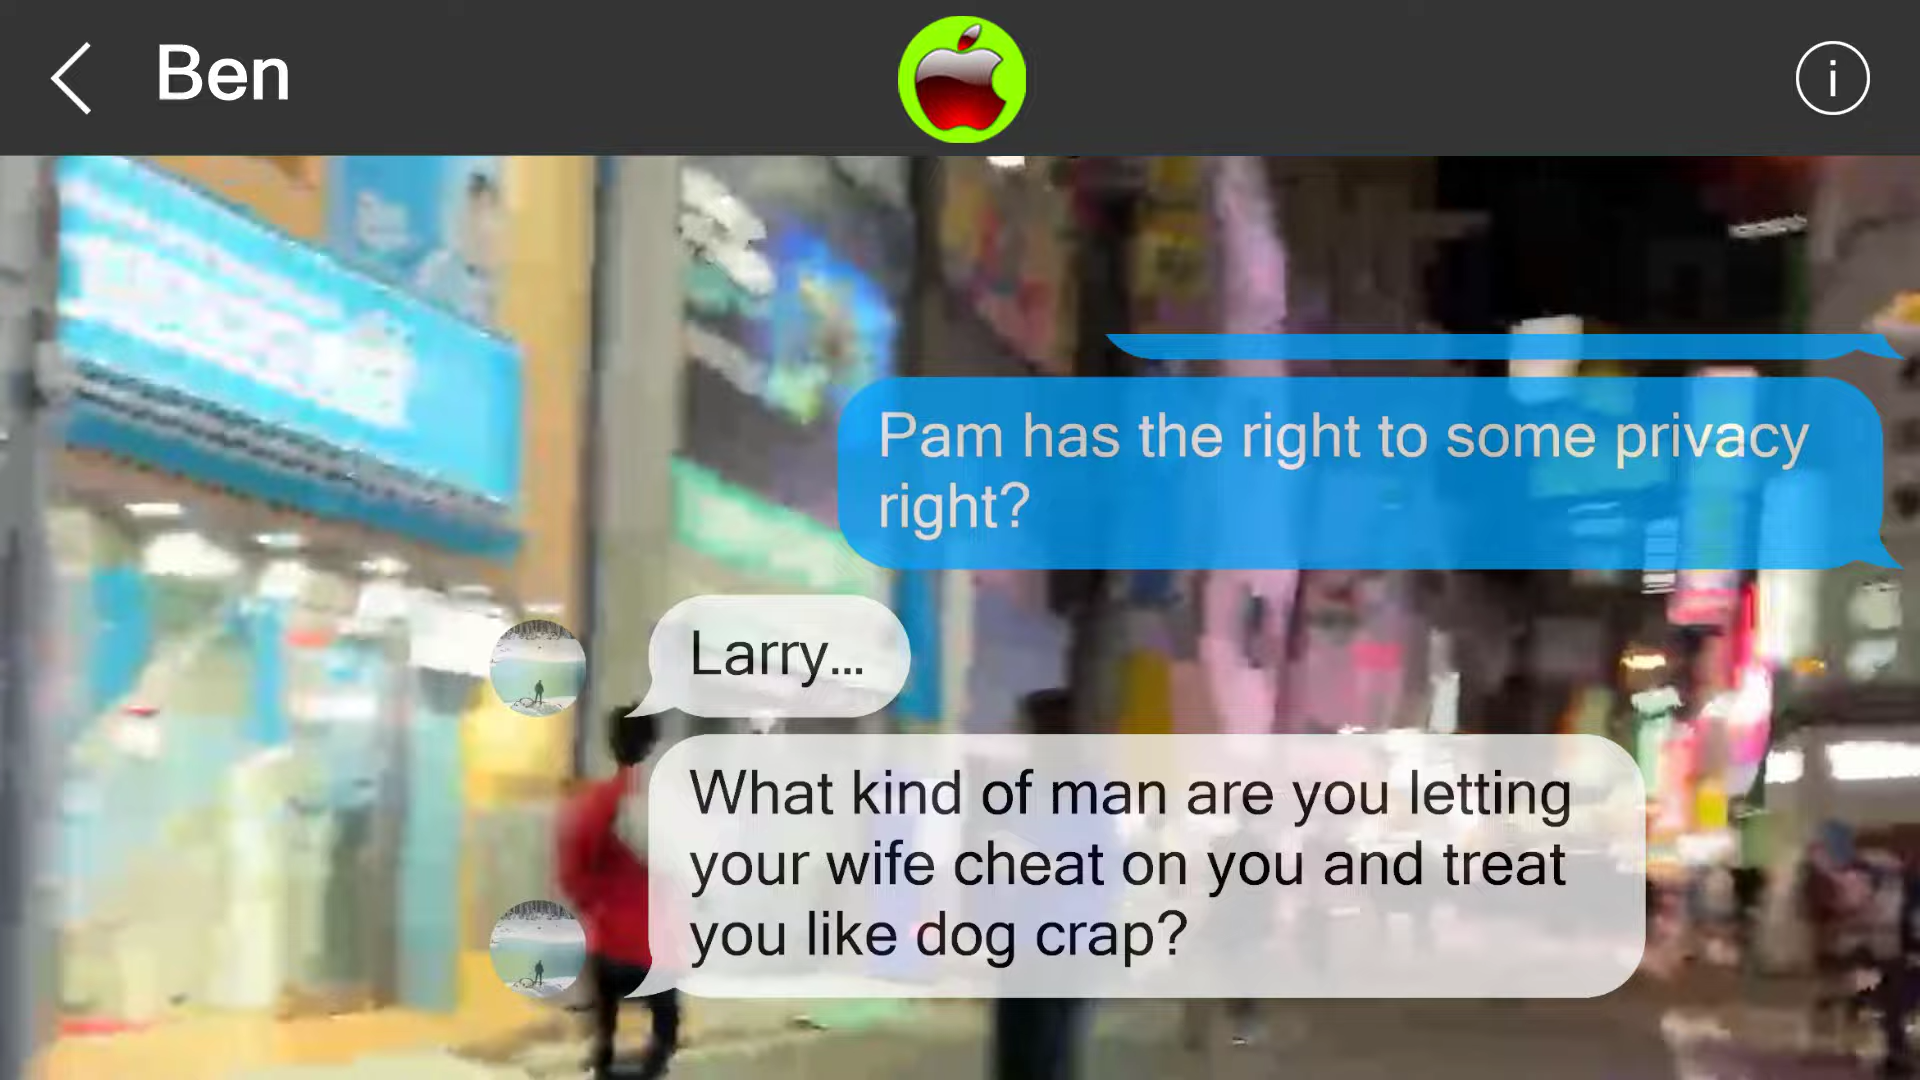 Ben
Pam has the right to some privacy
right?
Larry...
What kind of man are you letting
your wife cheat on you and treat
you like dog crap?